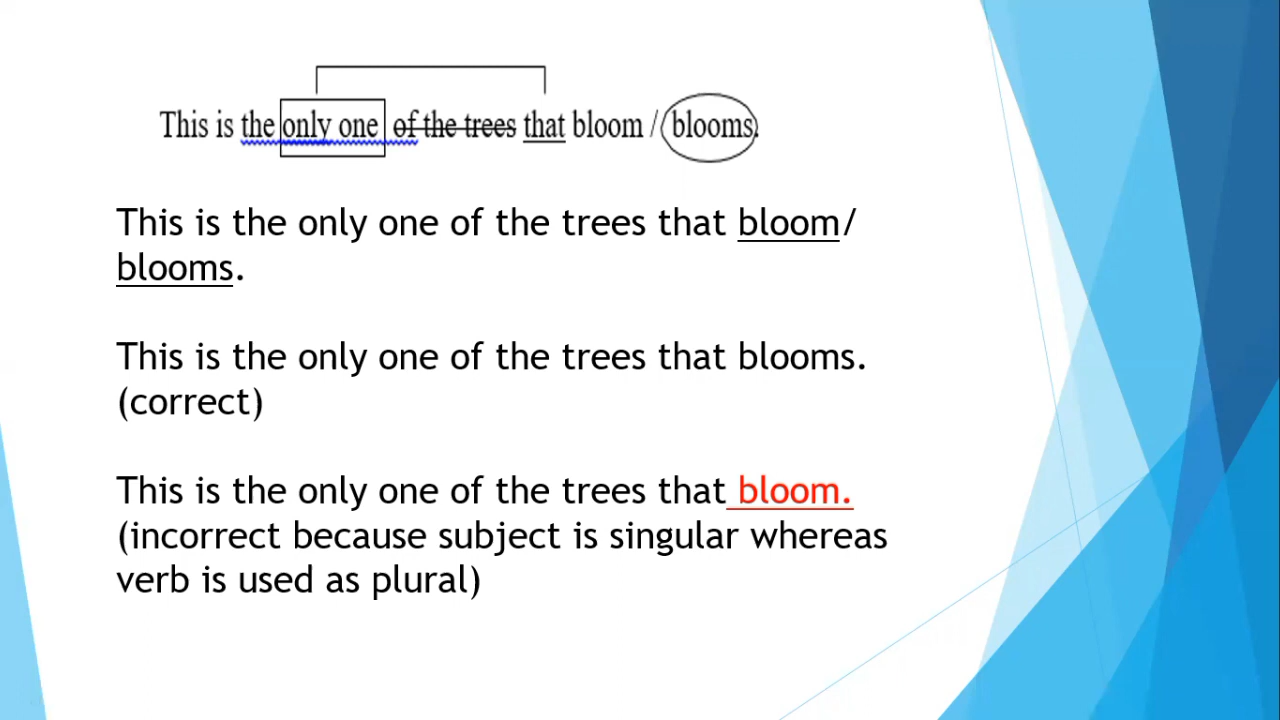 This is the only one of the trees that bloom / blooms.
This is the only one of the trees that bloom/
blooms.
This is the only one of the trees that blooms.
(correct)
This is the only one of the trees that bloom.
(incorrect because subject is singular whereas
verb is used as plural)